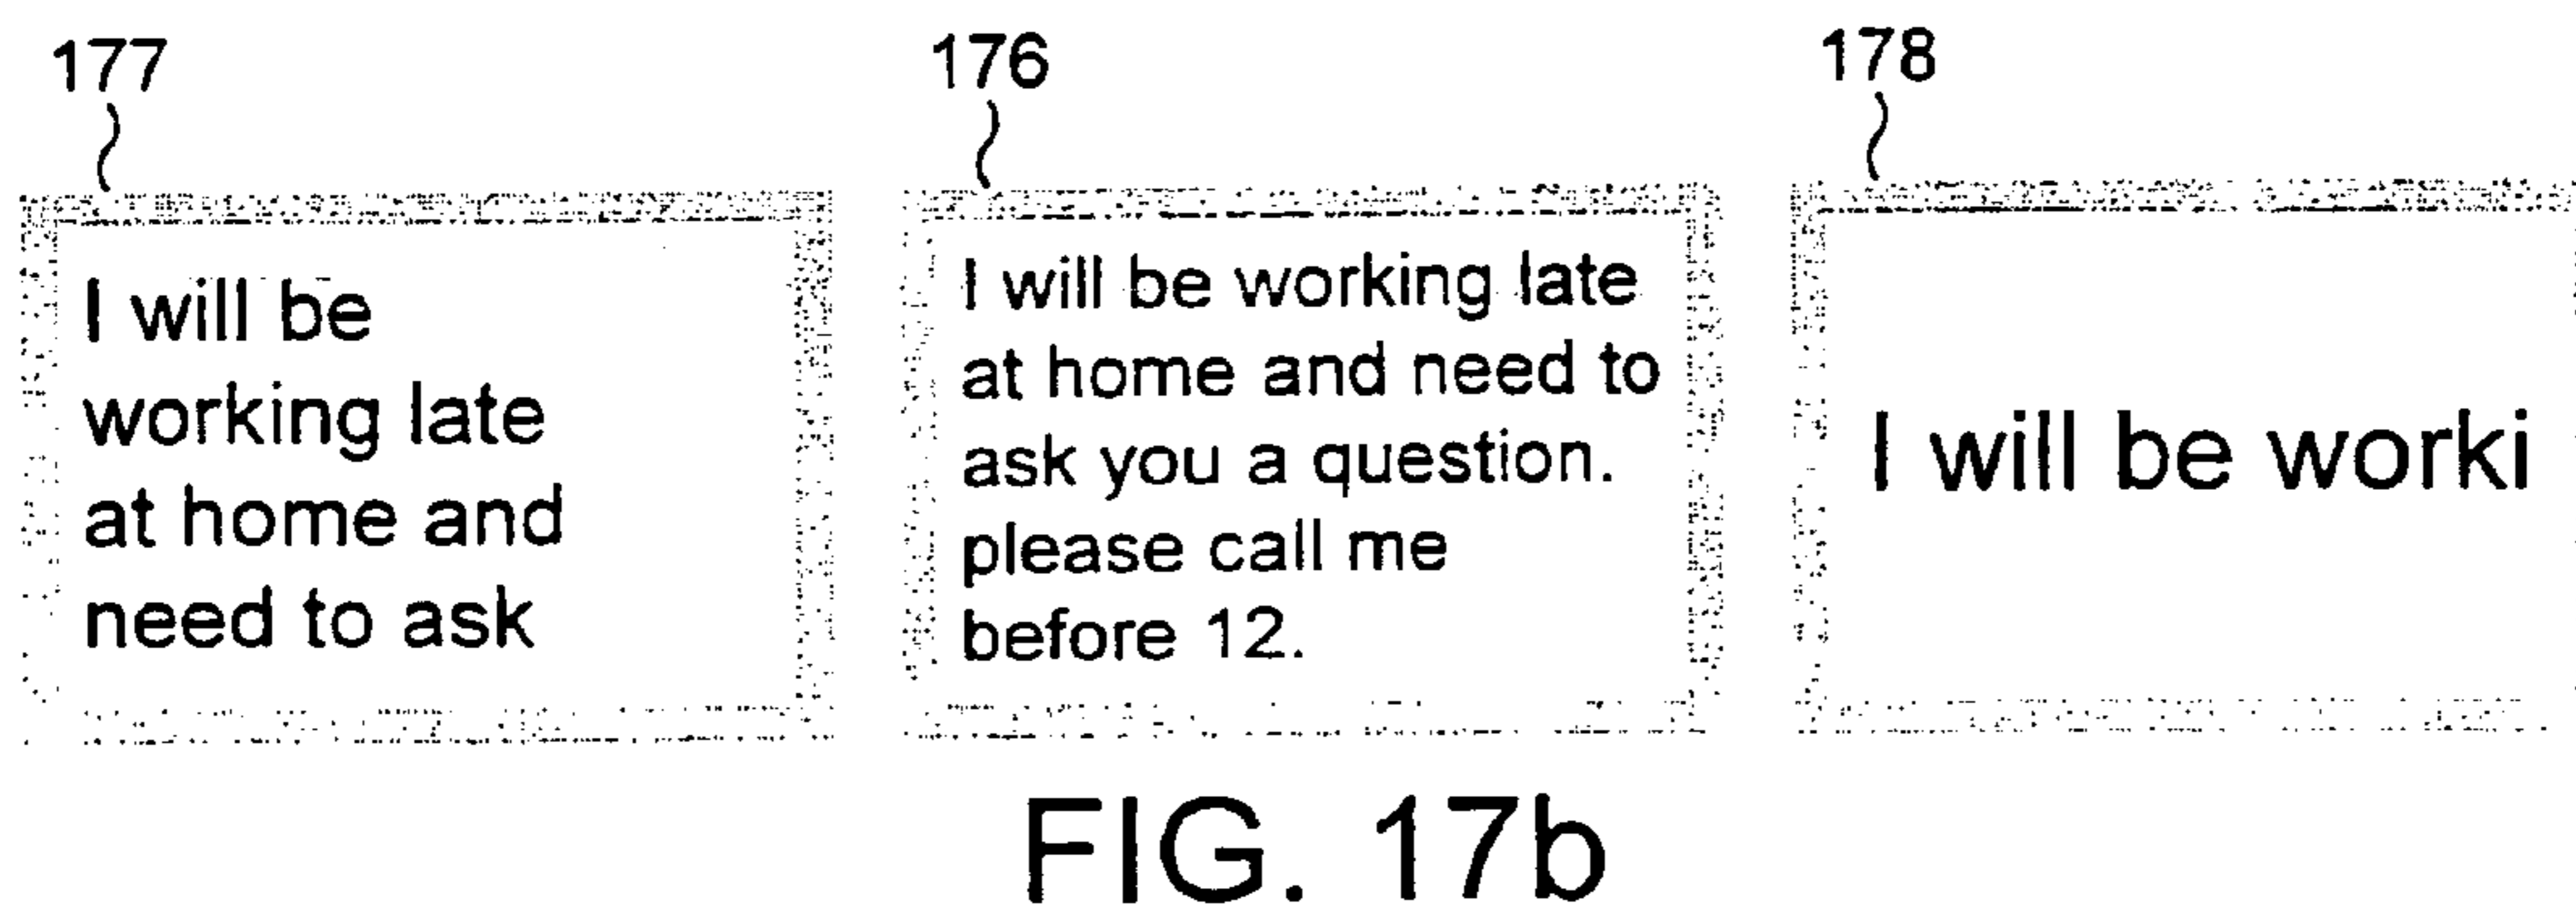 177
I will be
working late
at home and
need to ask
176
I will be working late
at home and need to
ask you a question.
please call me
before 12.
178
I will be worki
FIG. 17b